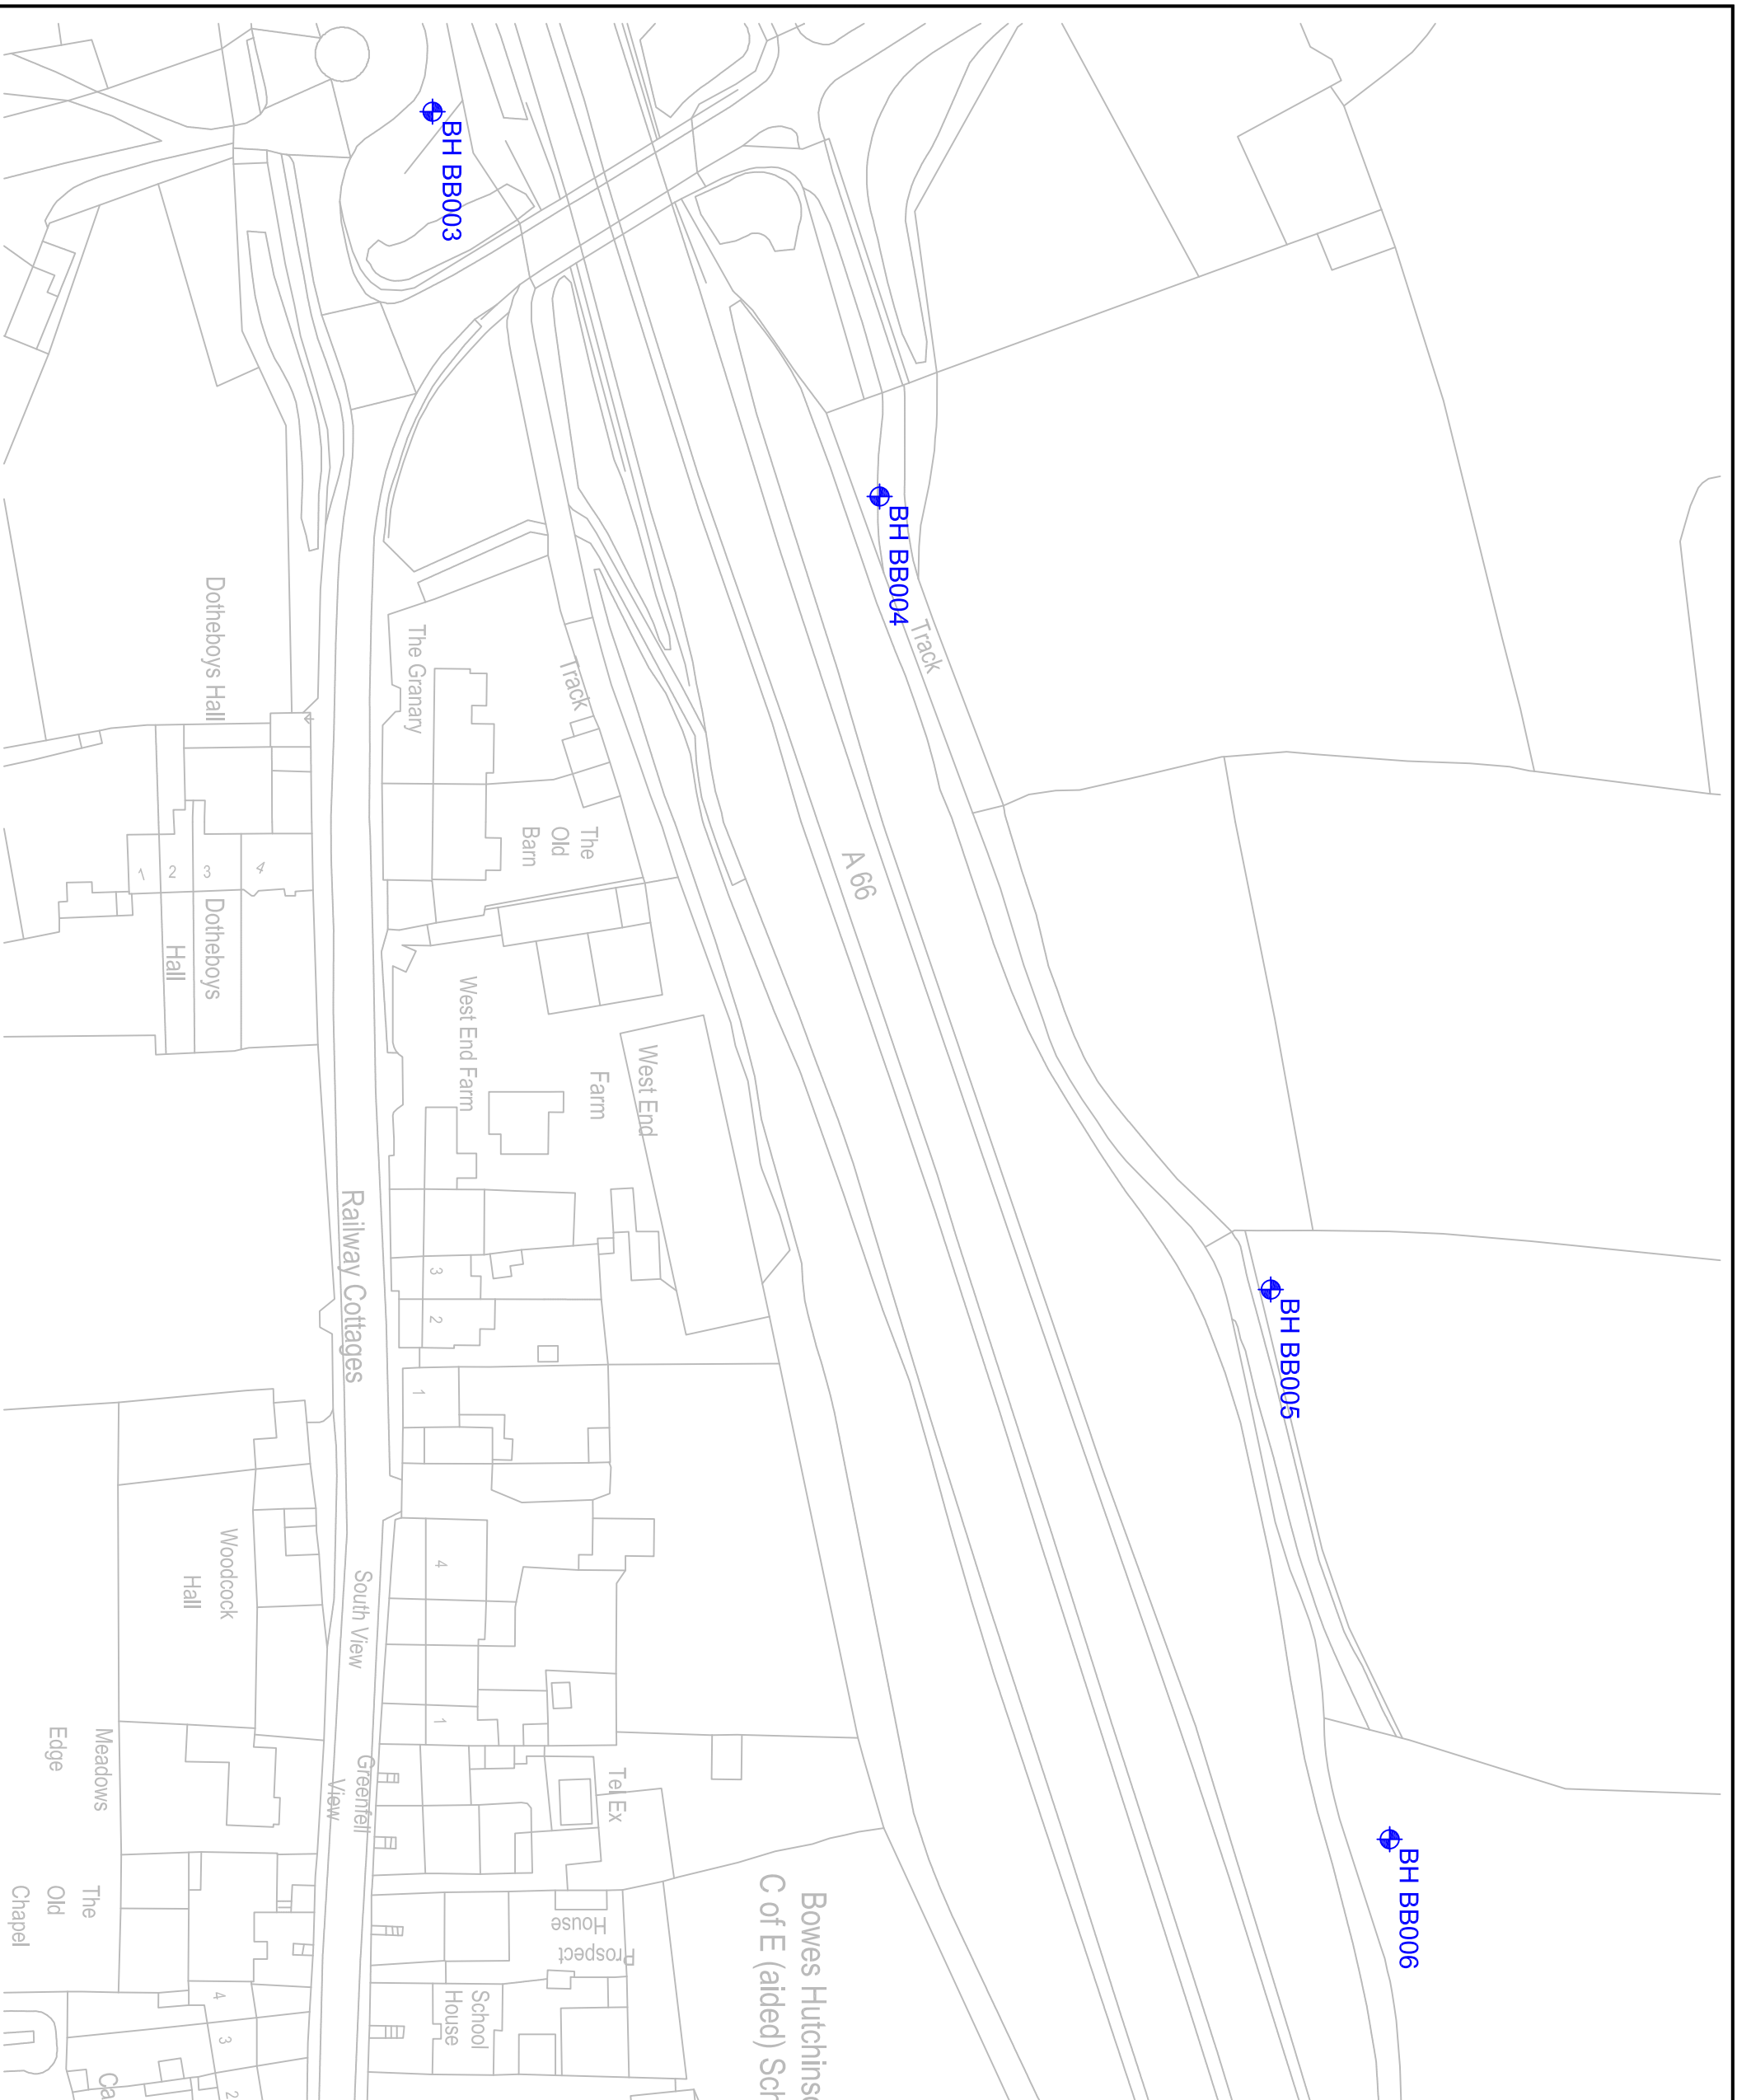 BH BB003
BH BB004
BH BB005
BH BB006
Track
A 66
Track
The
Old
Barn
The Granary
Dotheboys Hall
1
2
3
4
Dotheboys
Hall
West End Farm
West End
Farm
Railway Cottages
3
2
1
4
1
South View
Woodcock
Hall
Greenfell
View
Tel Ex
Meadows
Edge
The
Old
Chapel
Prospect
House
School
House
Bowes Hutchins
C of E (aided) Sch
4
3
2
Ca